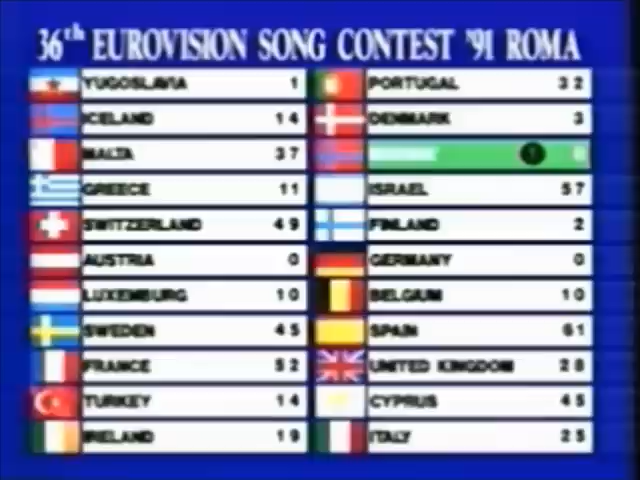 36th EUROVISION SONG CONTEST '91 ROMA
YUGOSLAVIA 1
ICELAND 14
MALTA 37
GREECE 11
SWITZERLAND 49
AUSTRIA 0
LUXEMBURG 10
SWEDEN 45
FRANCE 52
TURKEY 14
IRELAND 19
PORTUGAL 32
DENMARK 3
ISRAEL 57
FINLAND 2
GERMANY 0
BELGIUM 10
SPAIN 61
UNITED KINGDOM 28
CYPRUS 45
ITALY 25